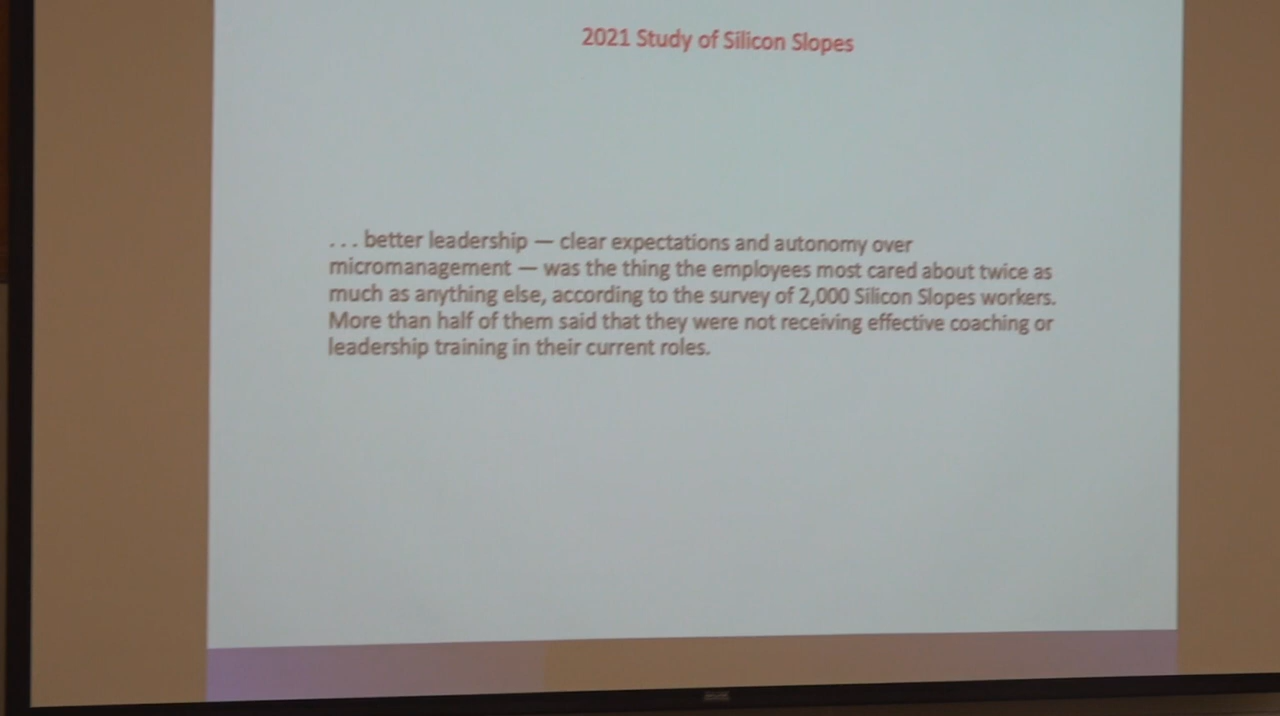 2021 Study of Silicon Slopes
. . . better leadership — clear expectations and autonomy over
micromanagement — was the thing the employees most cared about twice as
much as anything else, according to the survey of 2,000 Silicon Slopes workers.
More than half of them said that they were not receiving effective coaching or
leadership training in their current roles.